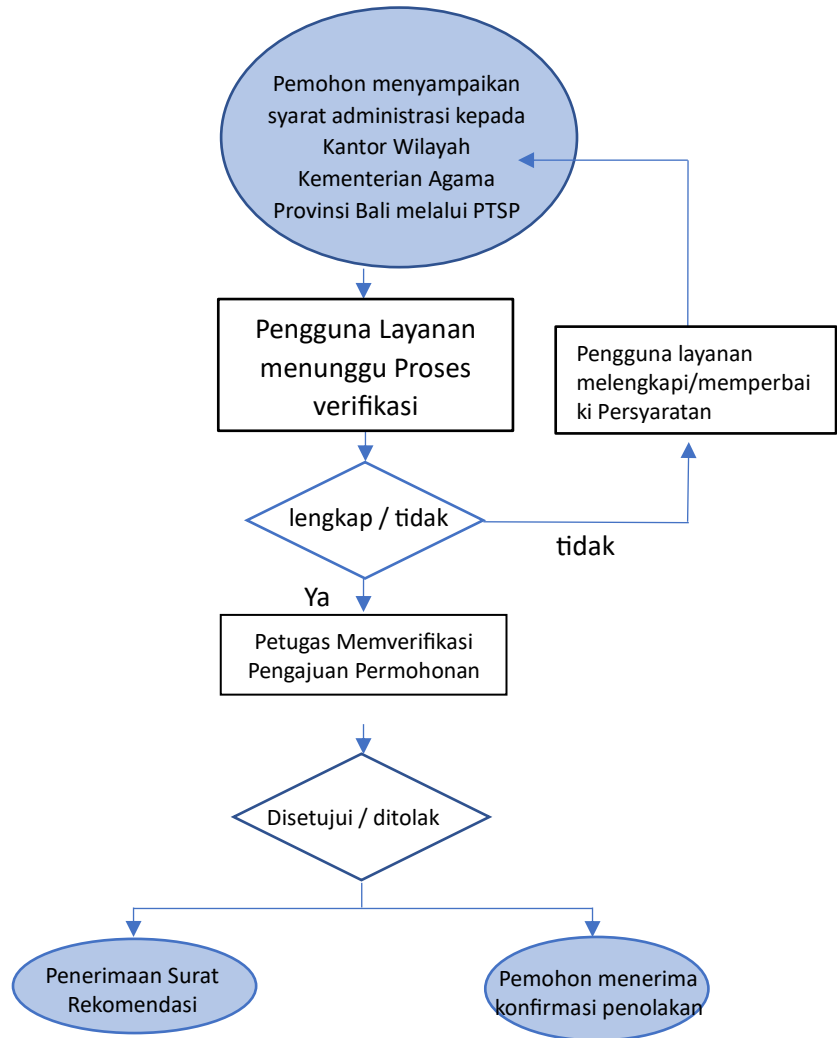 Pemohon menyampaikan
syarat administrasi kepada
Kantor Wilayah
Kementerian Agama
Provinsi Bali melalui PTSP
Pengguna Layanan
menunggu Proses
verifikasi
Pengguna layanan
melengkapi/memperbai
ki Persyaratan
lengkap / tidak
tidak
Ya
Petugas Memverifikasi
Pengajuan Permohonan
Disetujui / ditolak
Penerimaan Surat
Rekomendasi
Pemohon menerima
konfirmasi penolakan